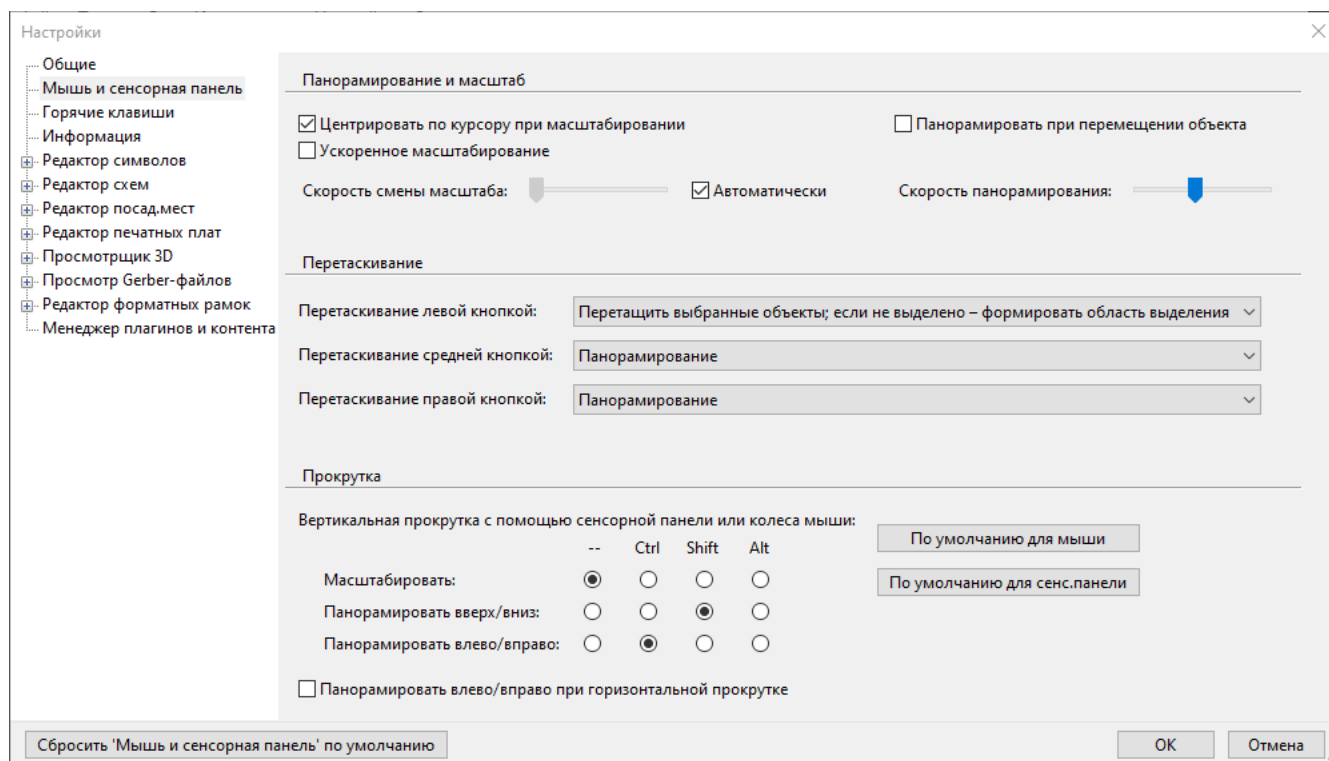 Настройки
Общие
Мышь и сенсорная панель
Горячие клавиши
Информация
Редактор символов
Редактор схем
Редактор посад.мест
Редактор печатных плат
Просмотрщик 3D
Просмотр Gerber-файлов
Редактор форматных рамок
Менеджер плагинов и контента
Панорамирование и масштаб
Центрировать по курсору при масштабировании
Панорамировать при перемещении объекта
Ускоренное масштабирование
Скорость смены масштаба:
Автоматически
Скорость панорамирования:
Перетаскивание
Перетаскивание левой кнопкой:
Перетащить выбранные объекты; если не выделено – формировать область выделения
Перетаскивание средней кнопкой:
Панорамирование
Перетаскивание правой кнопкой:
Панорамирование
Прокрутка
Вертикальная прокрутка с помощью сенсорной панели или колеса мыши:
-- Ctrl Shift Alt
Масштабировать:
Панорамировать вверх/вниз:
Панорамировать влево/вправо:
По умолчанию для мыши
По умолчанию для сенс.панели
Панорамировать влево/вправо при горизонтальной прокрутке
Сбросить 'Мышь и сенсорная панель' по умолчанию
OK
Отмена